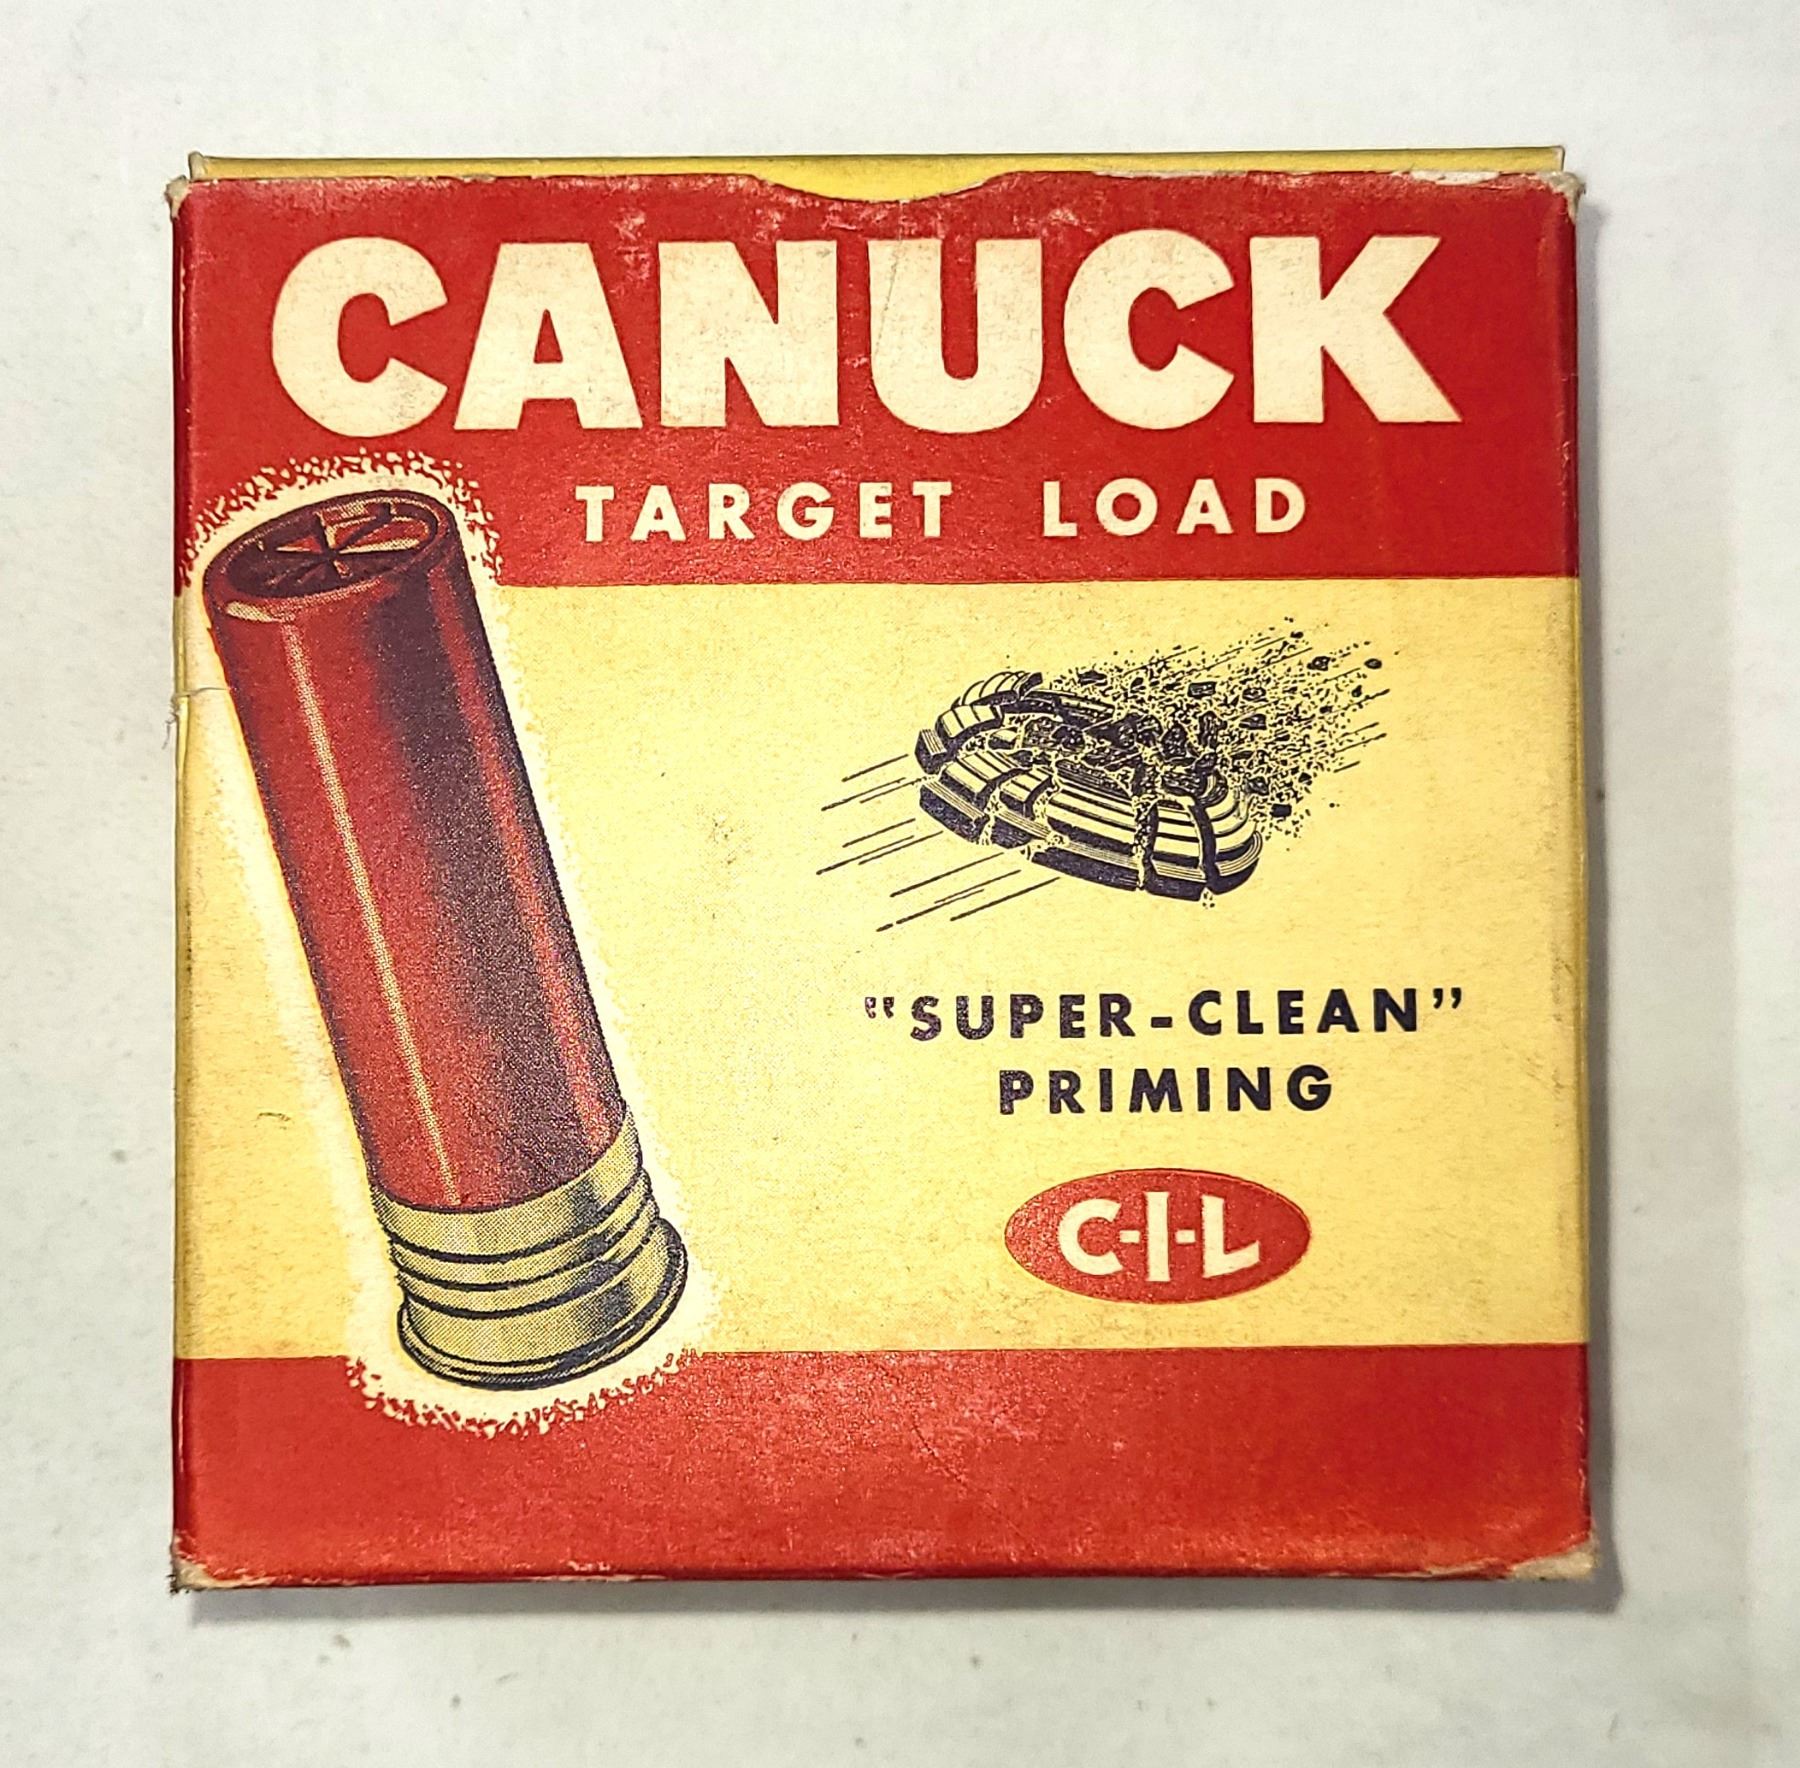 CANUCK
TARGET LOAD
"SUPER-CLEAN"
PRIMING
C-I-L